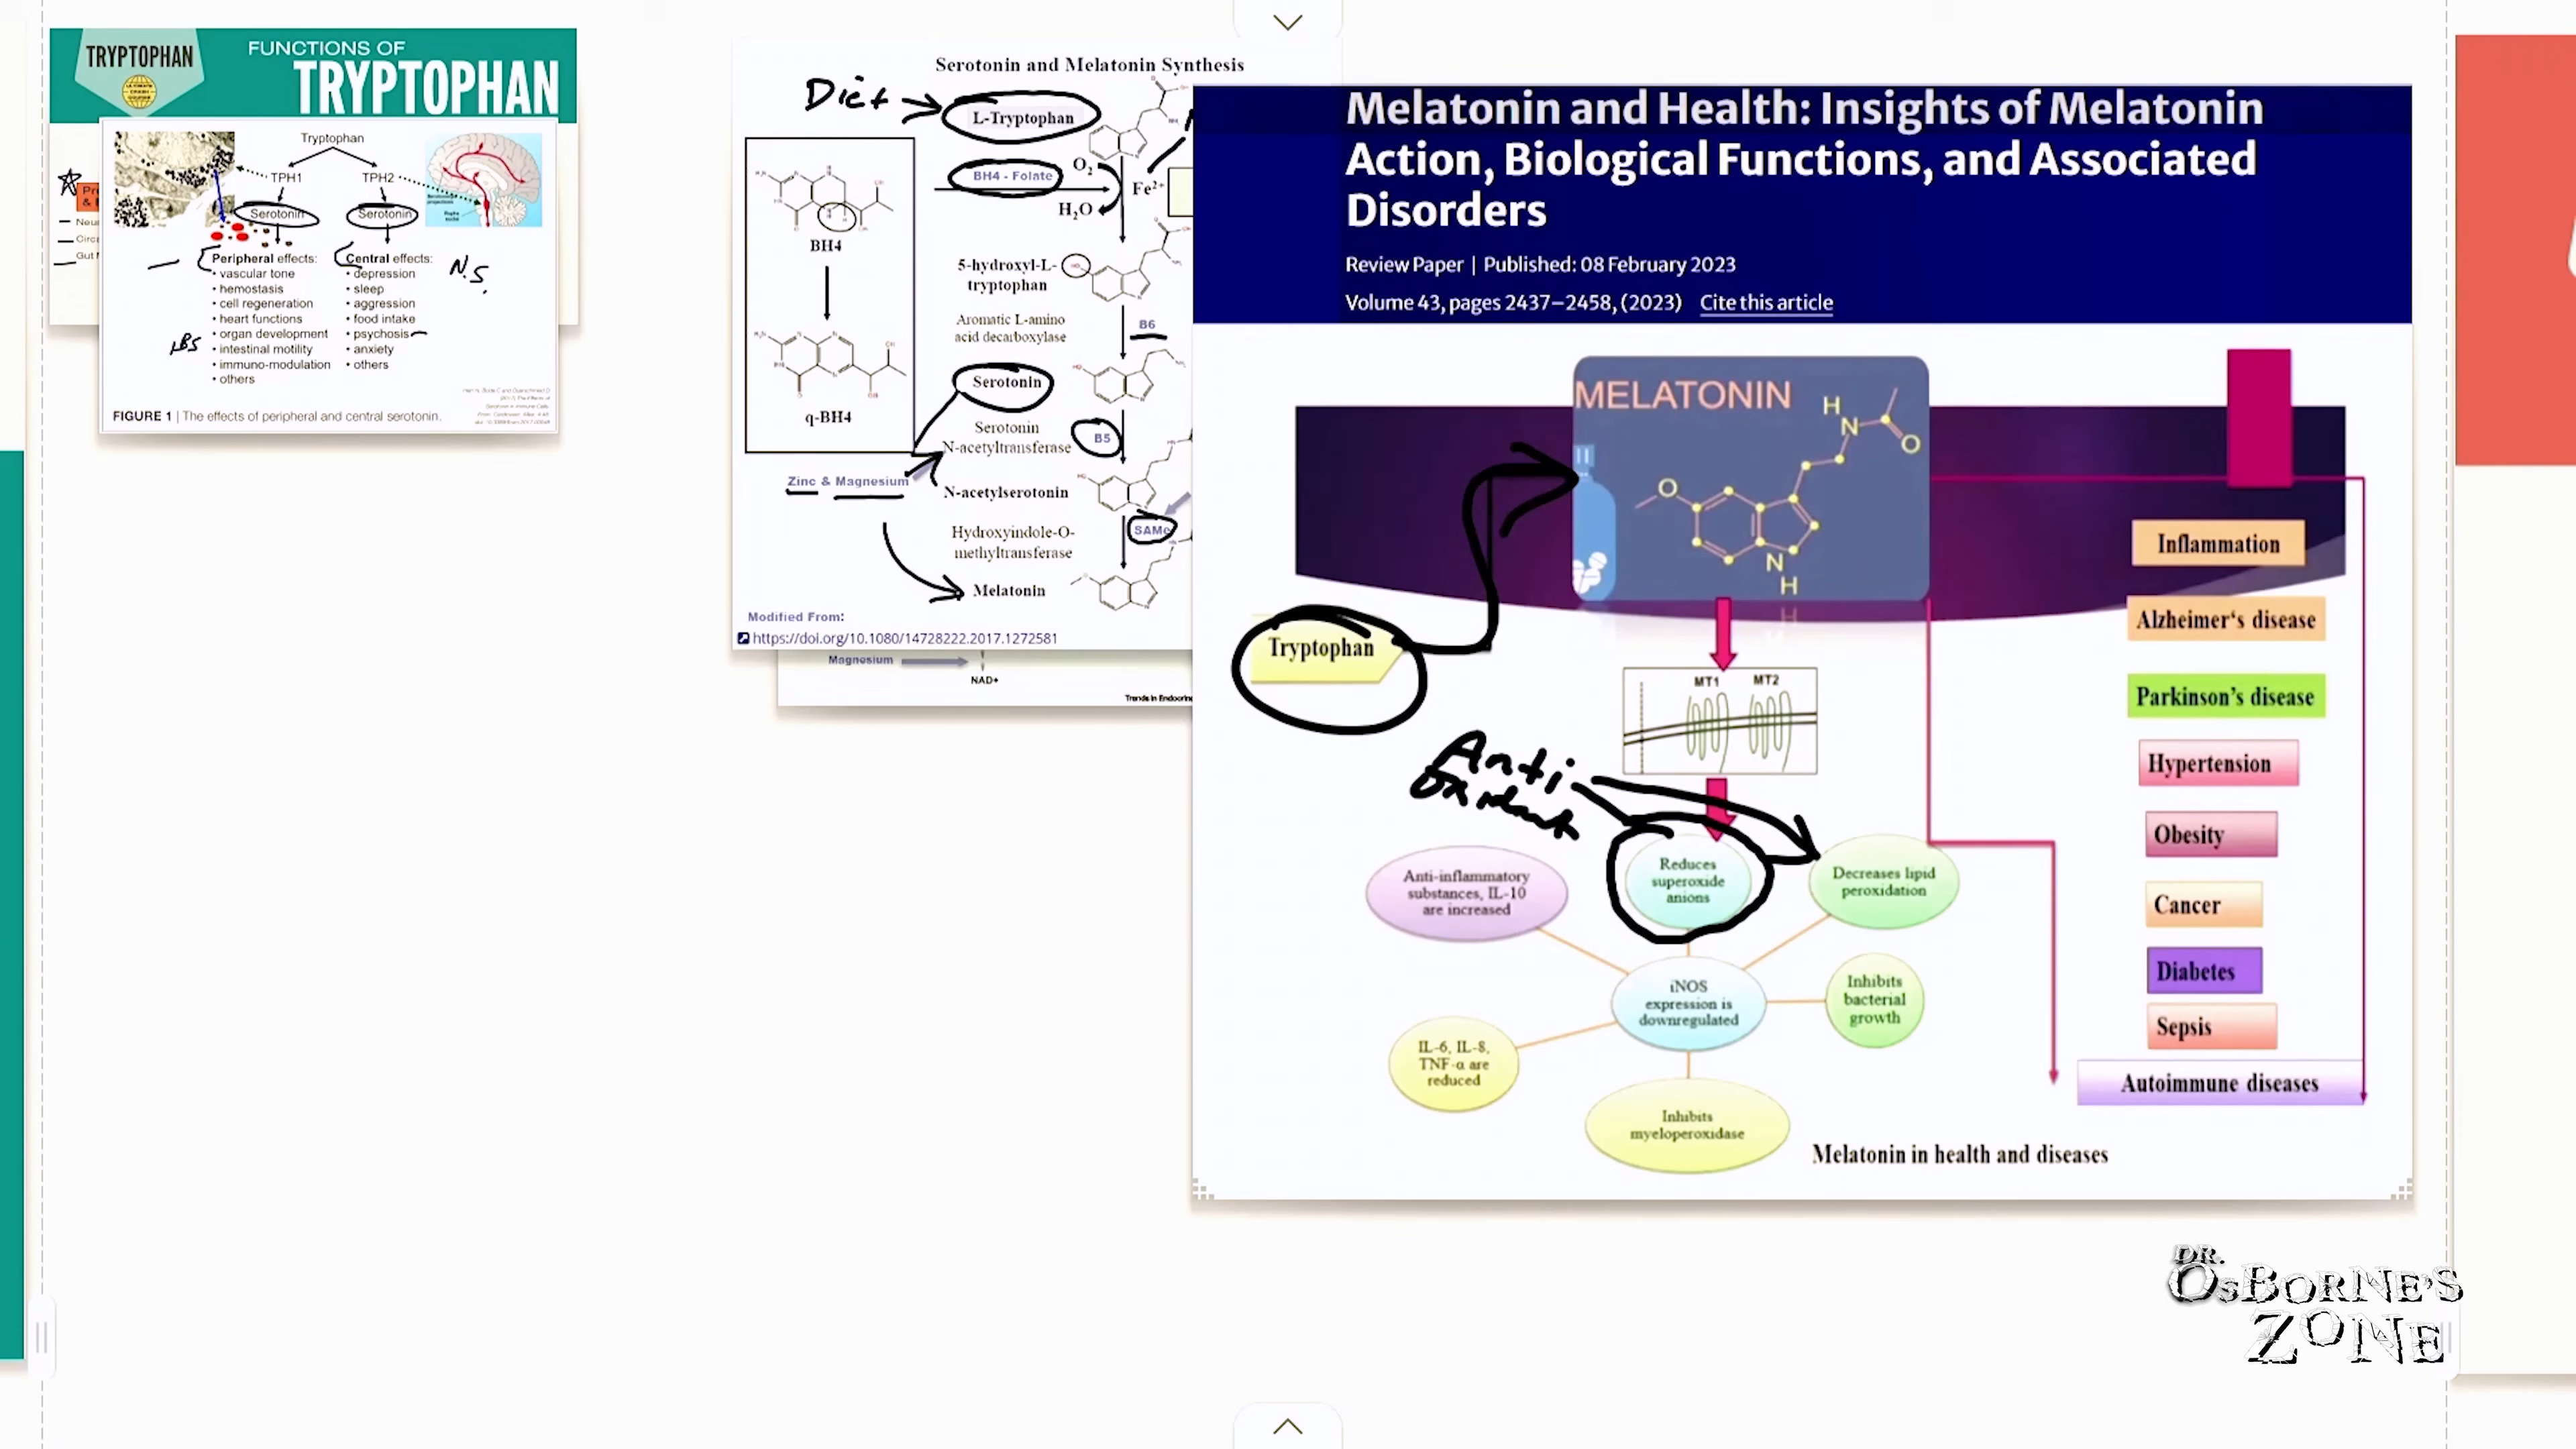 TRYPTOPHAN
FUNCTIONS OF
TRYPTOPHAN
Tryptophan
TPH1
TPH2
Serotonin
Serotonin
Peripheral effects:
• vascular tone
• hemostasis
• cell regeneration
• heart functions
• organ development
• intestinal motility
• immuno-modulation
• others
Central effects:
• depression
• sleep
• aggression
• food intake
• psychosis
• anxiety
• others
N.S.
IBS
FIGURE 1 | The effects of peripheral and central serotonin.
Serotonin and Melatonin Synthesis
Diet
L-Tryptophan
BH4 - Folate
O2
Fe2+
H2O
BH4
q-BH4
5-hydroxyl-L-
tryptophan
Aromatic L-amino
acid decarboxylase
B6
Serotonin
Serotonin
N-acetyltransferase
B5
Zinc & Magnesium
N-acetylserotonin
Hydroxyindole-O-
methyltransferase
SAMe
Melatonin
Modified From:
https://doi.org/10.1080/14728222.2017.1272581
Magnesium
NAD+
Trends in Endocrin
Melatonin and Health: Insights of Melatonin
Action, Biological Functions, and Associated
Disorders
Review Paper | Published: 08 February 2023
Volume 43, pages 2437–2458, (2023) Cite this article
MELATONIN
H
N
O
O
N
H
Tryptophan
MT1
MT2
Anti
Oxidant
Anti-inflammatory
substances, IL-10
are increased
Reduces
superoxide
anions
Decreases lipid
peroxidation
iNOS
expression is
downregulated
Inhibits
bacterial
growth
IL-6, IL-8,
TNF-α are
reduced
Inhibits
myeloperoxidase
Inflammation
Alzheimer's disease
Parkinson's disease
Hypertension
Obesity
Cancer
Diabetes
Sepsis
Autoimmune diseases
Melatonin in health and diseases
DR.
OSBORNE'S
ZONE